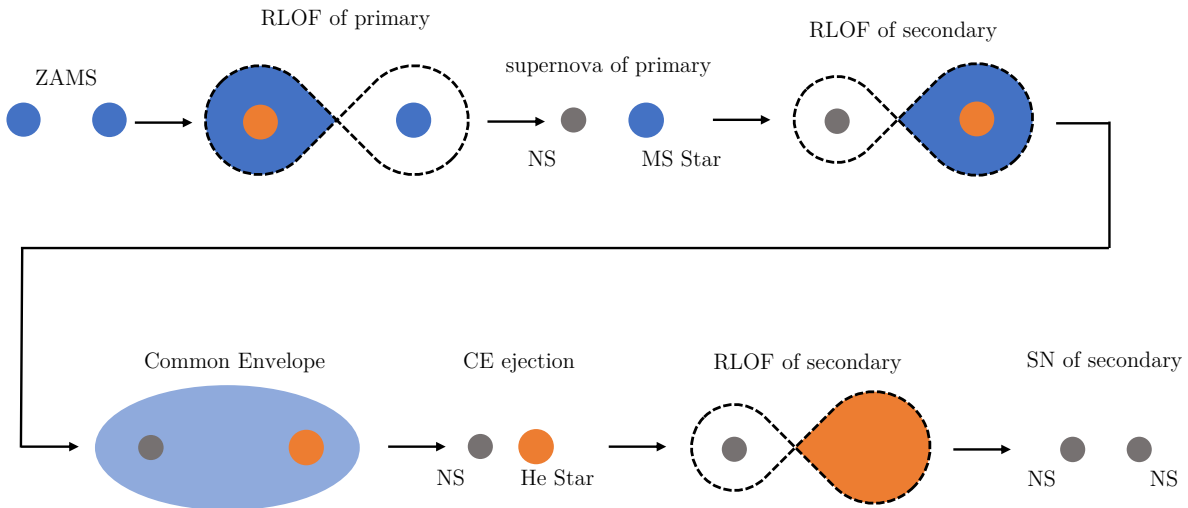 ZAMS
RLOF of primary
supernova of primary
NS
MS Star
RLOF of secondary
Common Envelope
CE ejection
NS
He Star
RLOF of secondary
SN of secondary
NS
NS